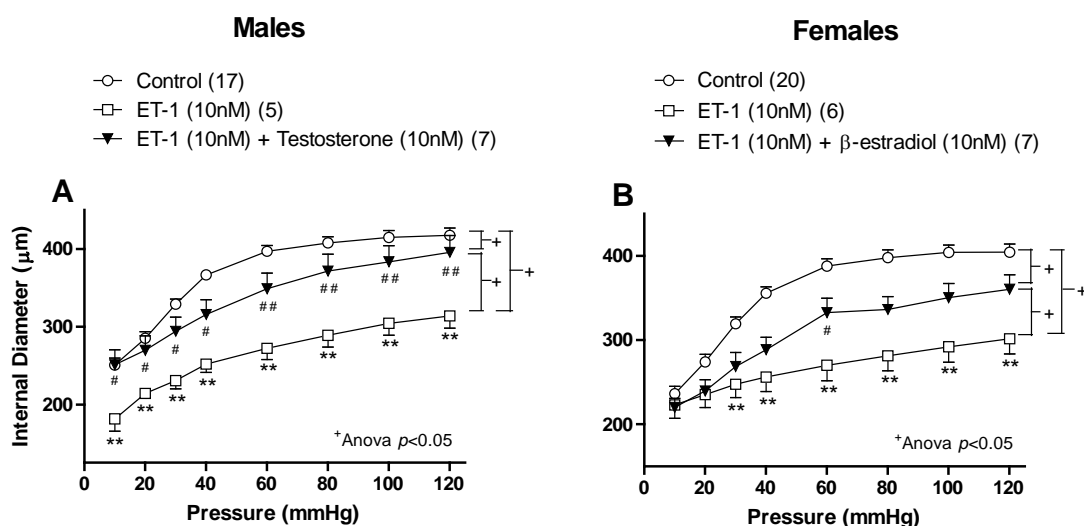 Males
Control (17)
ET-1 (10nM) (5)
ET-1 (10nM) + Testosterone (10nM) (7)
A
Internal Diameter (μm)
400
300
200
0 20 40 60 80 100 120
Pressure (mmHg)
# # # # ## ## ## ##
** ** ** ** ** ** ** **
+
+
+
+Anova p<0.05
Females
Control (20)
ET-1 (10nM) (6)
ET-1 (10nM) + β-estradiol (10nM) (7)
B
400
300
200
0 20 40 60 80 100 120
Pressure (mmHg)
#
** ** ** ** ** **
+
+
+
+Anova p<0.05